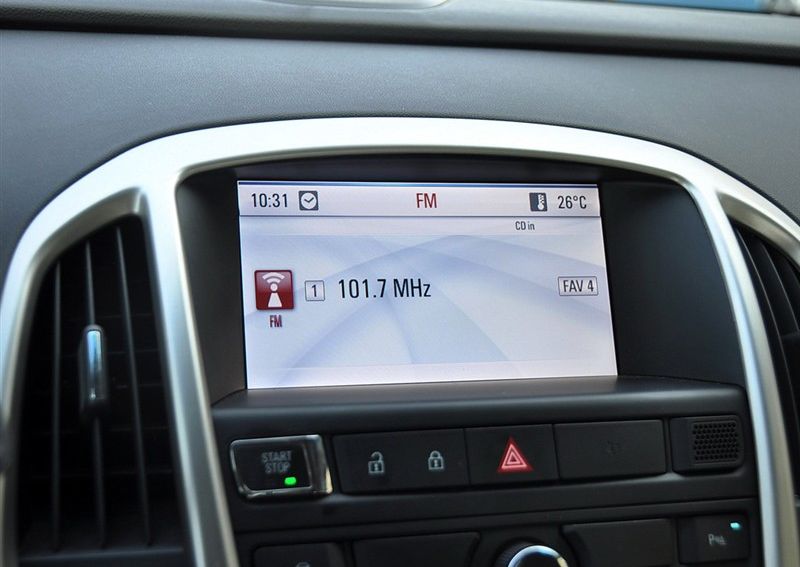 10:31 FM 26°C
CD in
1 101.7 MHz FAV 4
FM
START
STOP
P